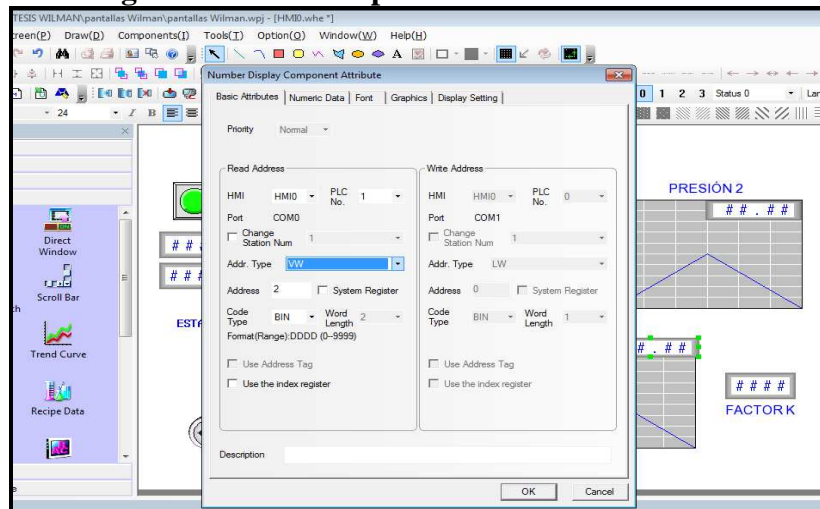 TESIS WILMAN\pantallas Wilman\pantallas Wilman.wpj - [HMI0.whe *]
reen(P) Draw(D) Components(I) Tools(T) Option(O) Window(W) Help(H)
A
0 1 2 3 Status 0
24 I B
Number Display Component Attribute
Basic Attributes Numeric Data Font Graphics Display Setting
Priority Normal
Read Address
HMI HMI0 PLC No. 1
Port COM0
Change Station Num 1
Addr. Type VW
Address 2 System Register
Code Type BIN Word Length 2
Format(Range):DDDD (0~9999)
Use Address Tag
Use the index register
Write Address
HMI HMI0 PLC No. 0
Port COM1
Change Station Num 1
Addr. Type LW
Address 0 System Register
Code Type BIN Word Length 1
Use Address Tag
Use the index register
Description
OK Cancel
Direct Window
Scroll Bar
Trend Curve
Recipe Data
PRESIÓN 2
# # . # #
# . # #
# # # #
FACTOR K